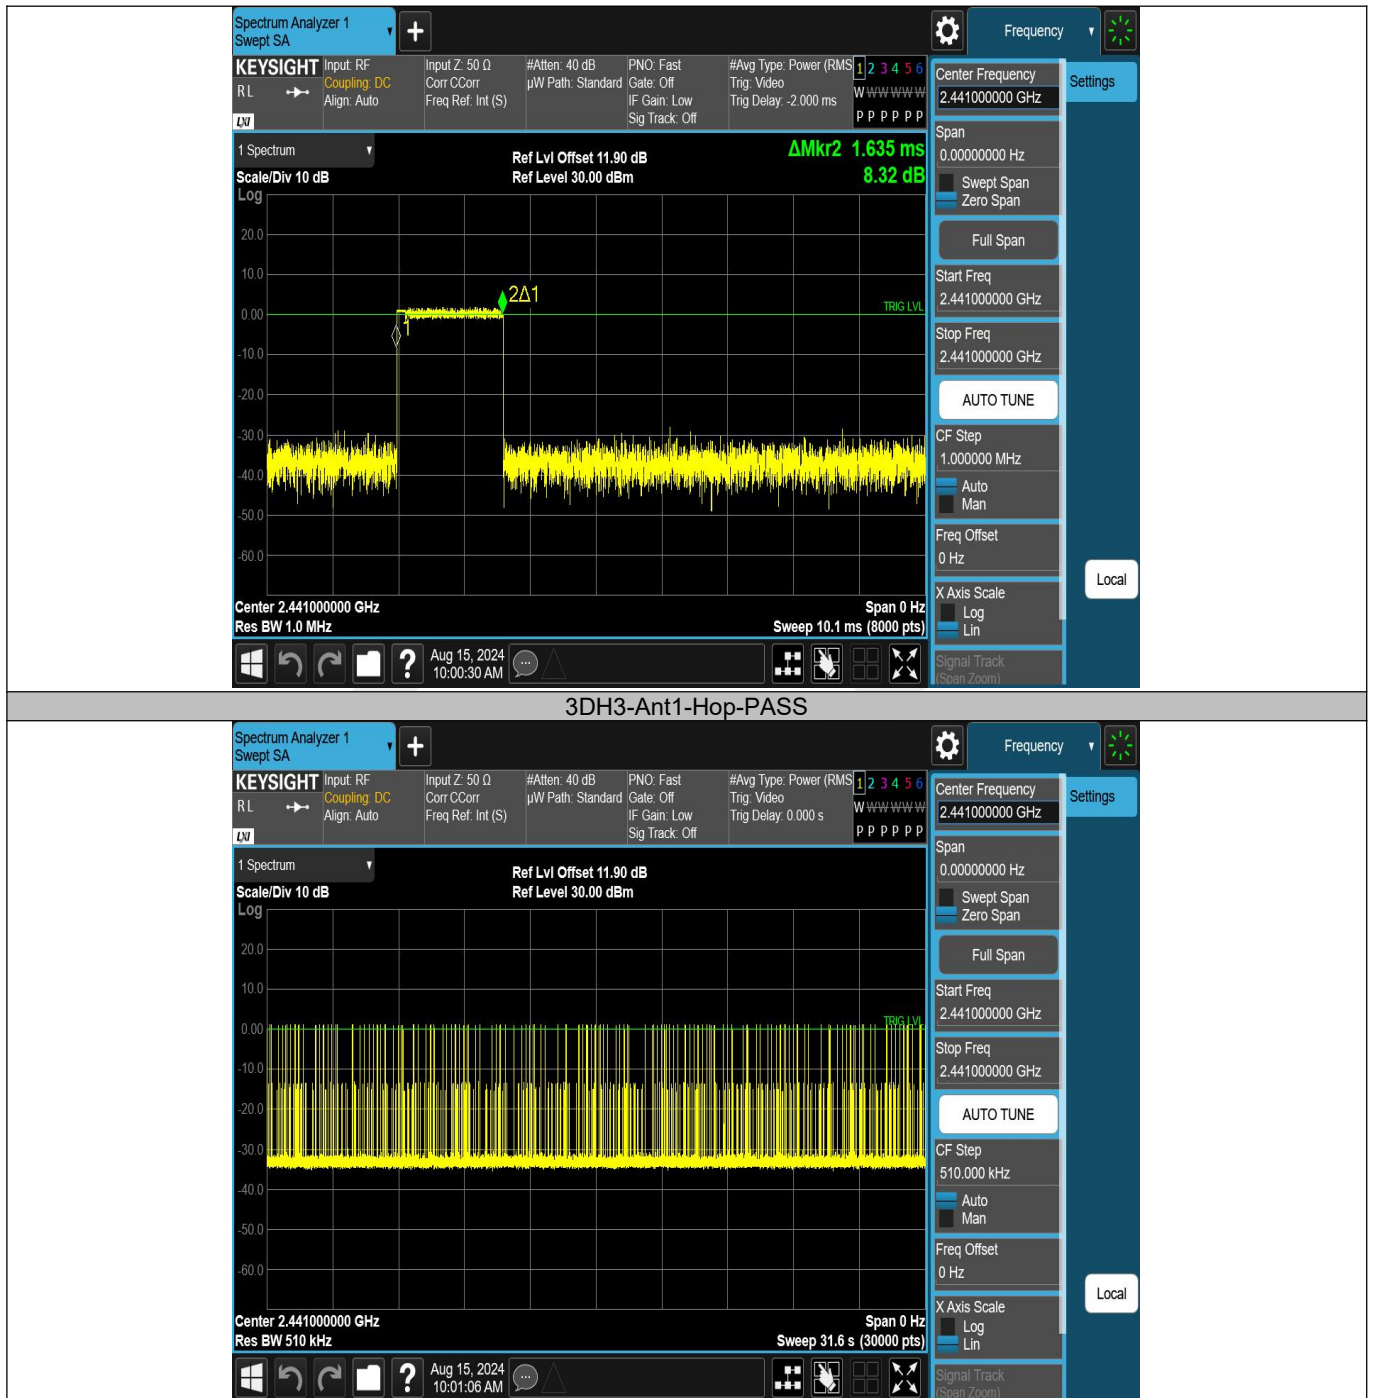 Spectrum Analyzer 1
Swept SA
Frequency
KEYSIGHT
RL
LXI
Input: RF
Coupling: DC
Align: Auto
Input Z: 50 Ω
Corr CCorr
Freq Ref: Int (S)
#Atten: 40 dB
µW Path: Standard
PNO: Fast
Gate: Off
IF Gain: Low
Sig Track: Off
#Avg Type: Power (RMS
Trig: Video
Trig Delay: -2.000 ms
1 2 3 4 5 6
W W W W W W
P P P P P P
Center Frequency
2.441000000 GHz
Settings
1 Spectrum
Scale/Div 10 dB
Ref Lvl Offset 11.90 dB
Ref Level 30.00 dBm
ΔMkr2 1.635 ms
8.32 dB
Span
0.00000000 Hz
Swept Span
Zero Span
Full Span
Start Freq
2.441000000 GHz
Stop Freq
2.441000000 GHz
AUTO TUNE
CF Step
1.000000 MHz
Auto
Man
Freq Offset
0 Hz
X Axis Scale
Log
Lin
Signal Track
(Span Zoom)
Local
Log
20.0
10.0
0.00
-10.0
-20.0
-30.0
-40.0
-50.0
-60.0
2Δ1
1
TRIG LVL
Center 2.441000000 GHz
Res BW 1.0 MHz
Span 0 Hz
Sweep 10.1 ms (8000 pts)
Aug 15, 2024
10:00:30 AM
3DH3-Ant1-Hop-PASS
Spectrum Analyzer 1
Swept SA
Frequency
KEYSIGHT
RL
LXI
Input: RF
Coupling: DC
Align: Auto
Input Z: 50 Ω
Corr CCorr
Freq Ref: Int (S)
#Atten: 40 dB
µW Path: Standard
PNO: Fast
Gate: Off
IF Gain: Low
Sig Track: Off
#Avg Type: Power (RMS
Trig: Video
Trig Delay: 0.000 s
1 2 3 4 5 6
W W W W W W
P P P P P P
Center Frequency
2.441000000 GHz
Settings
1 Spectrum
Scale/Div 10 dB
Ref Lvl Offset 11.90 dB
Ref Level 30.00 dBm
Span
0.00000000 Hz
Swept Span
Zero Span
Full Span
Start Freq
2.441000000 GHz
Stop Freq
2.441000000 GHz
AUTO TUNE
CF Step
510.000 kHz
Auto
Man
Freq Offset
0 Hz
X Axis Scale
Log
Lin
Signal Track
(Span Zoom)
Local
Log
20.0
10.0
0.00
-10.0
-20.0
-30.0
-40.0
-50.0
-60.0
TRIG LVL
Center 2.441000000 GHz
Res BW 510 kHz
Span 0 Hz
Sweep 31.6 s (30000 pts)
Aug 15, 2024
10:01:06 AM